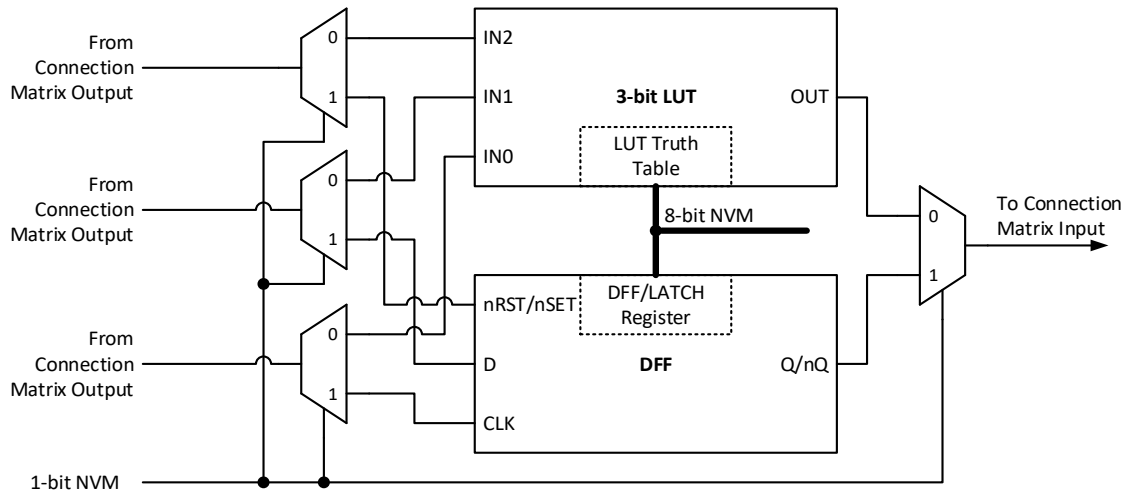 From
Connection
Matrix Output
0
1
IN2
IN1
IN0
3-bit LUT
OUT
LUT Truth
Table
From
Connection
Matrix Output
0
1
8-bit NVM
0
1
To Connection
Matrix Input
From
Connection
Matrix Output
0
1
nRST/nSET
D
CLK
DFF/LATCH
Register
DFF
Q/nQ
1-bit NVM